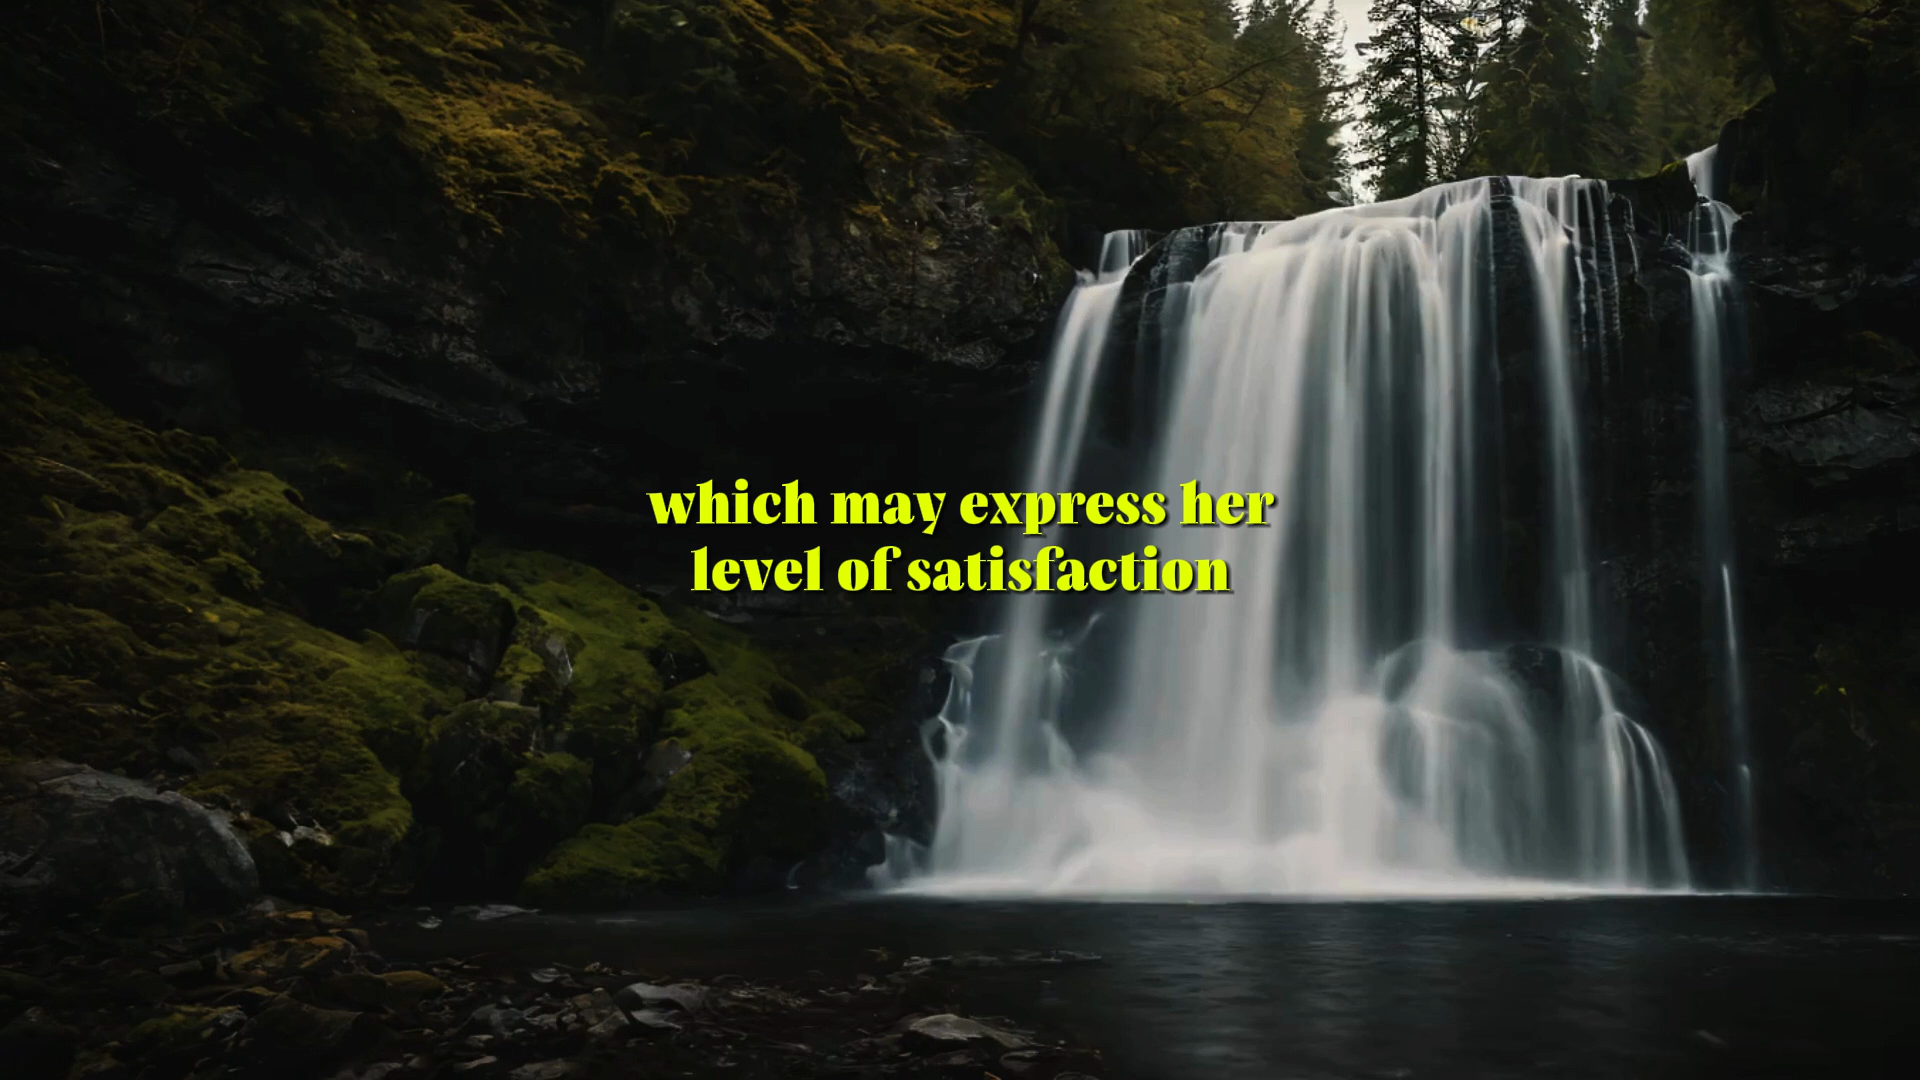 which may express her
level of satisfaction